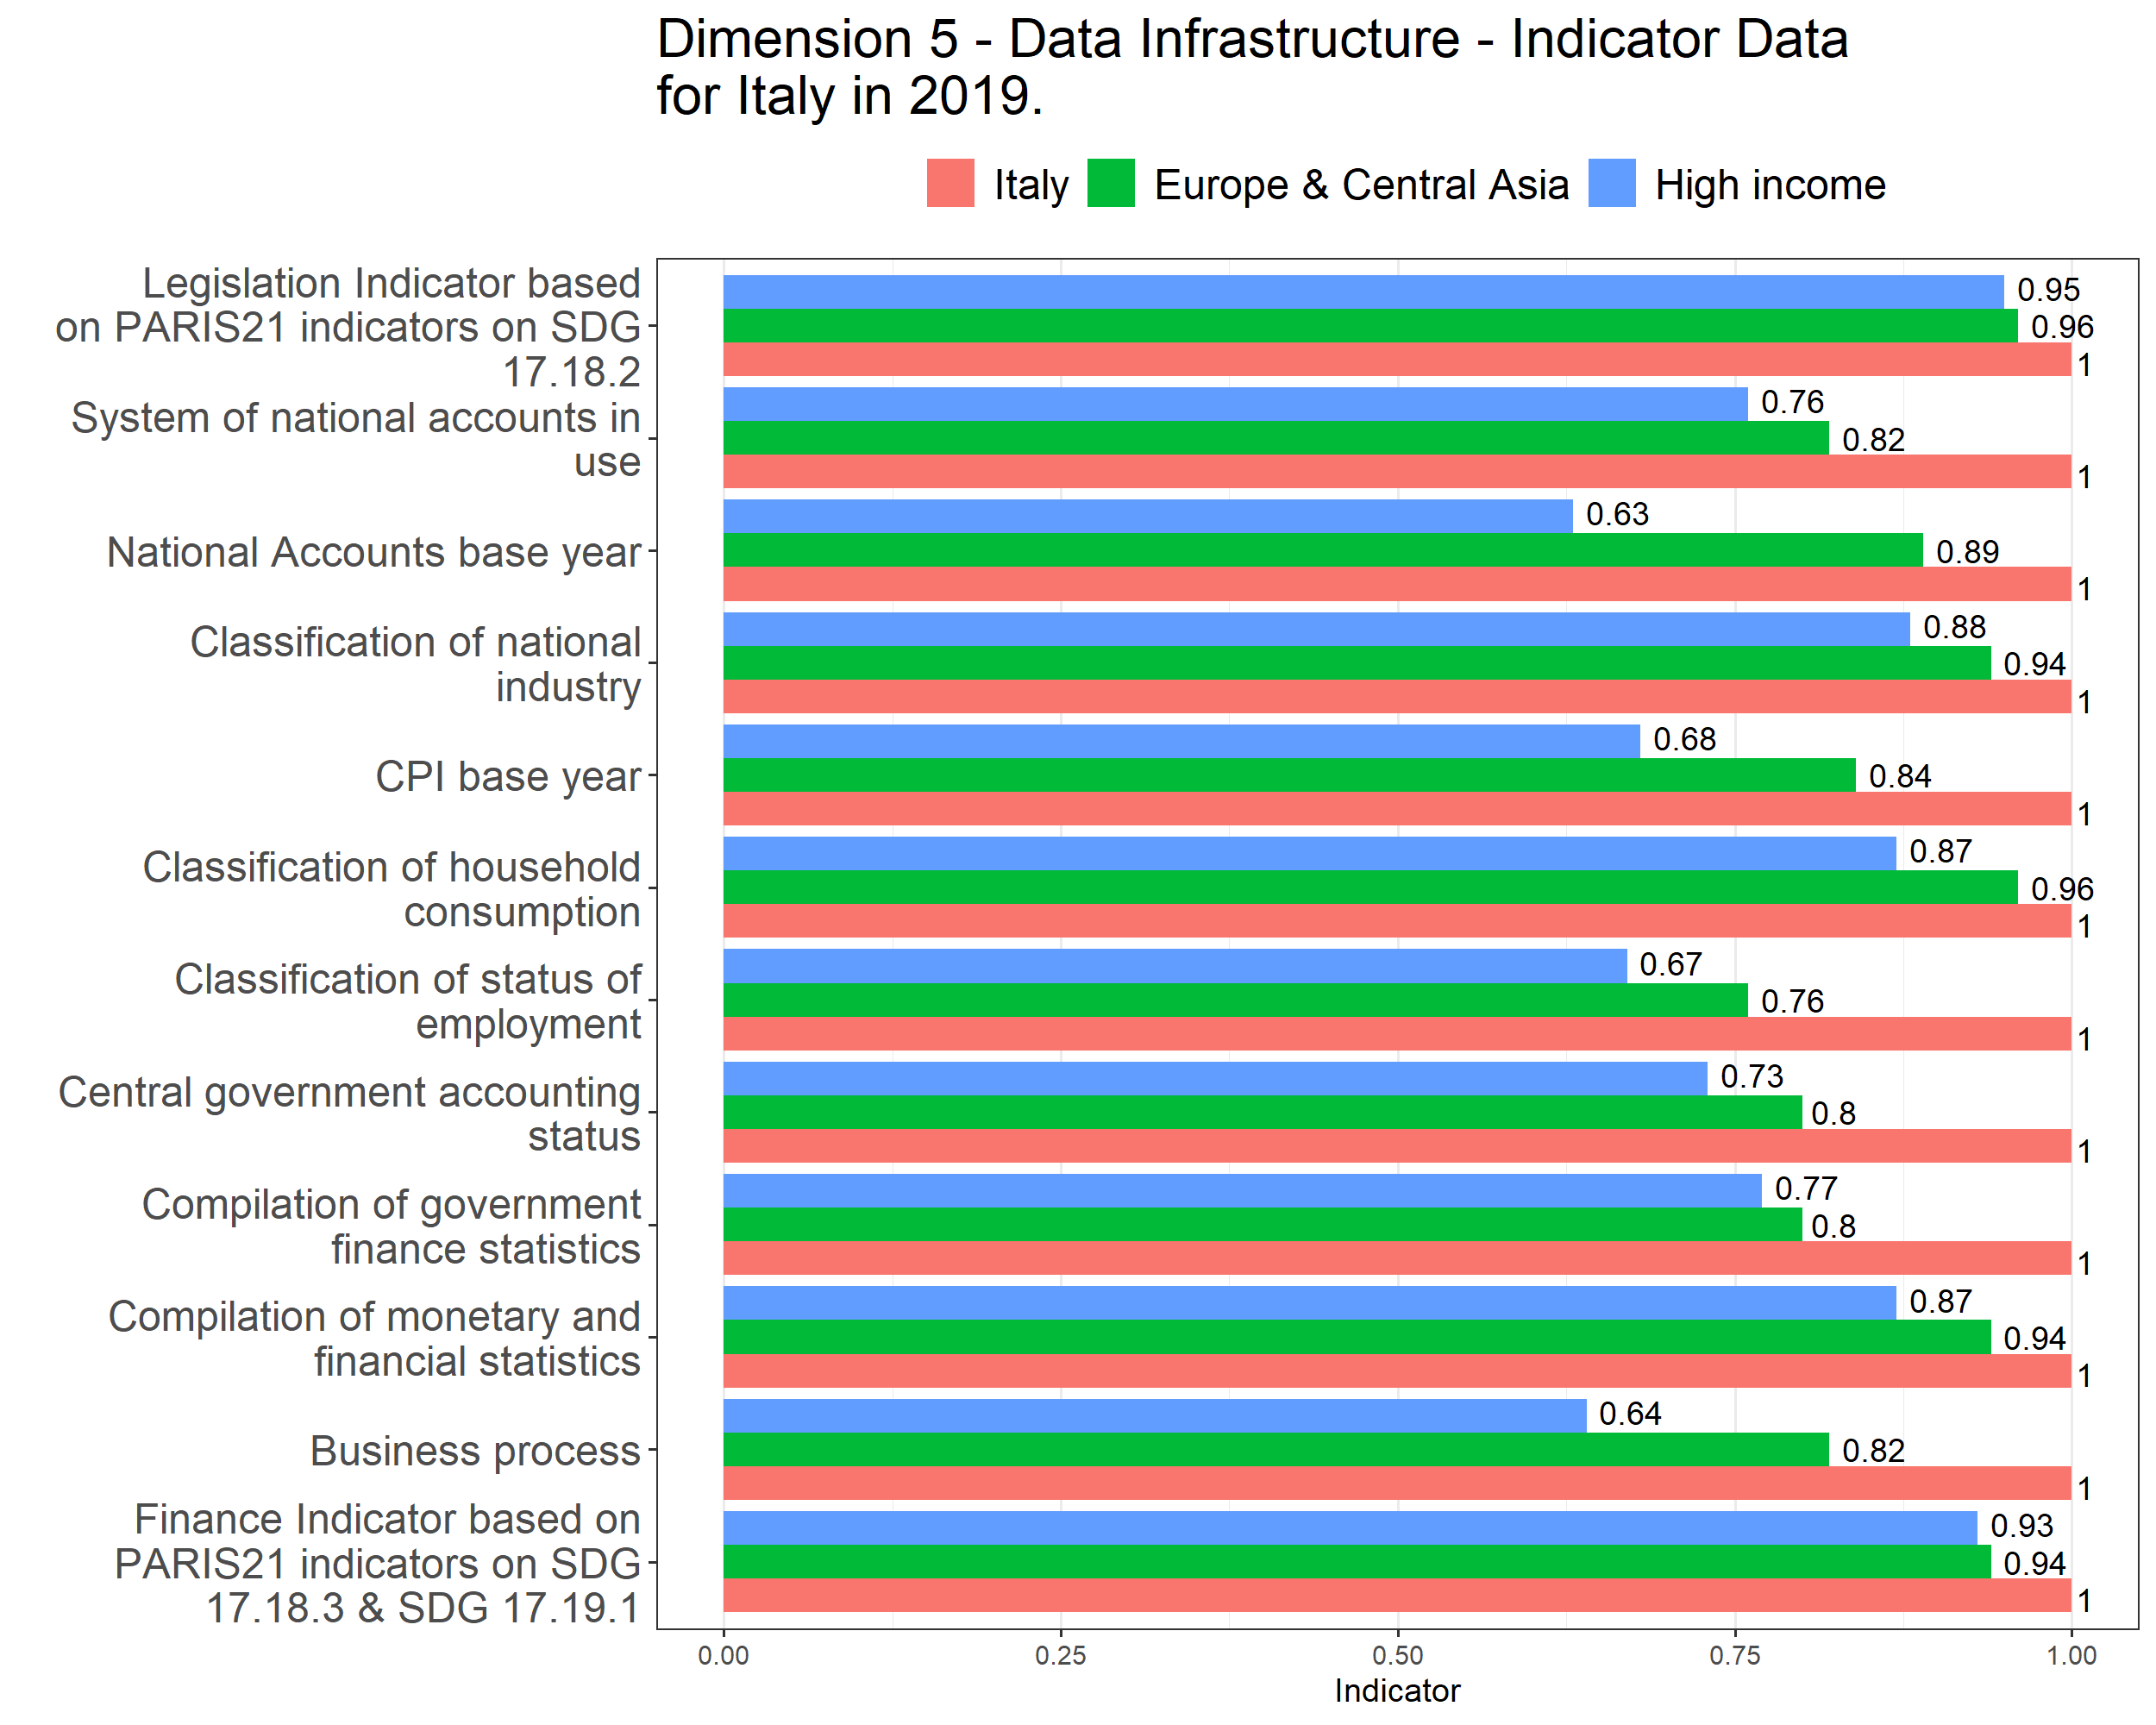 Dimension 5 - Data Infrastructure - Indicator Data
for Italy in 2019.
Italy
Europe & Central Asia
High income
Legislation Indicator based
on PARIS21 indicators on SDG
17.18.2
0.95
0.96
1
System of national accounts in
use
0.76
0.82
1
National Accounts base year
0.63
0.89
1
Classification of national
industry
0.88
0.94
1
CPI base year
0.68
0.84
1
Classification of household
consumption
0.87
0.96
1
Classification of status of
employment
0.67
0.76
1
Central government accounting
status
0.73
0.8
1
Compilation of government
finance statistics
0.77
0.8
1
Compilation of monetary and
financial statistics
0.87
0.94
1
Business process
0.64
0.82
1
Finance Indicator based on
PARIS21 indicators on SDG
17.18.3 & SDG 17.19.1
0.93
0.94
1
0.00
0.25
0.50
0.75
1.00
Indicator